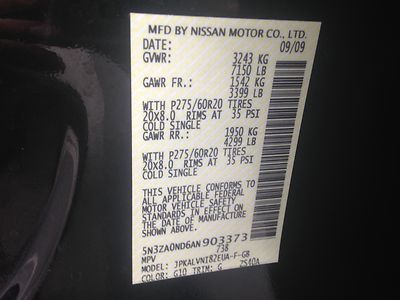 MFD BY NISSAN MOTOR CO., LTD.
DATE: 09/09
GVWR: 3243 KG
7150 LB
GAWR FR.: 1542 KG
3399 LB
WITH P275/60R20 TIRES
20x8.0 RIMS AT 35 PSI
COLD SINGLE
GAWR RR.: 1950 KG
4299 LB
WITH P275/60R20 TIRES
20x8.0 RIMS AT 35 PSI
COLD SINGLE
THIS VEHICLE CONFORMS TO
ALL APPLICABLE FEDERAL
MOTOR VEHICLE SAFETY
STANDARDS IN EFFECT ON
THE DATE OF MANUFACTURE
SHOWN ABOVE.
5N3ZA0ND6AN903373
MPV 738
MODEL: JPKALVN182EUA-F-GB
COLOR: G10 TRIM: G 7540A